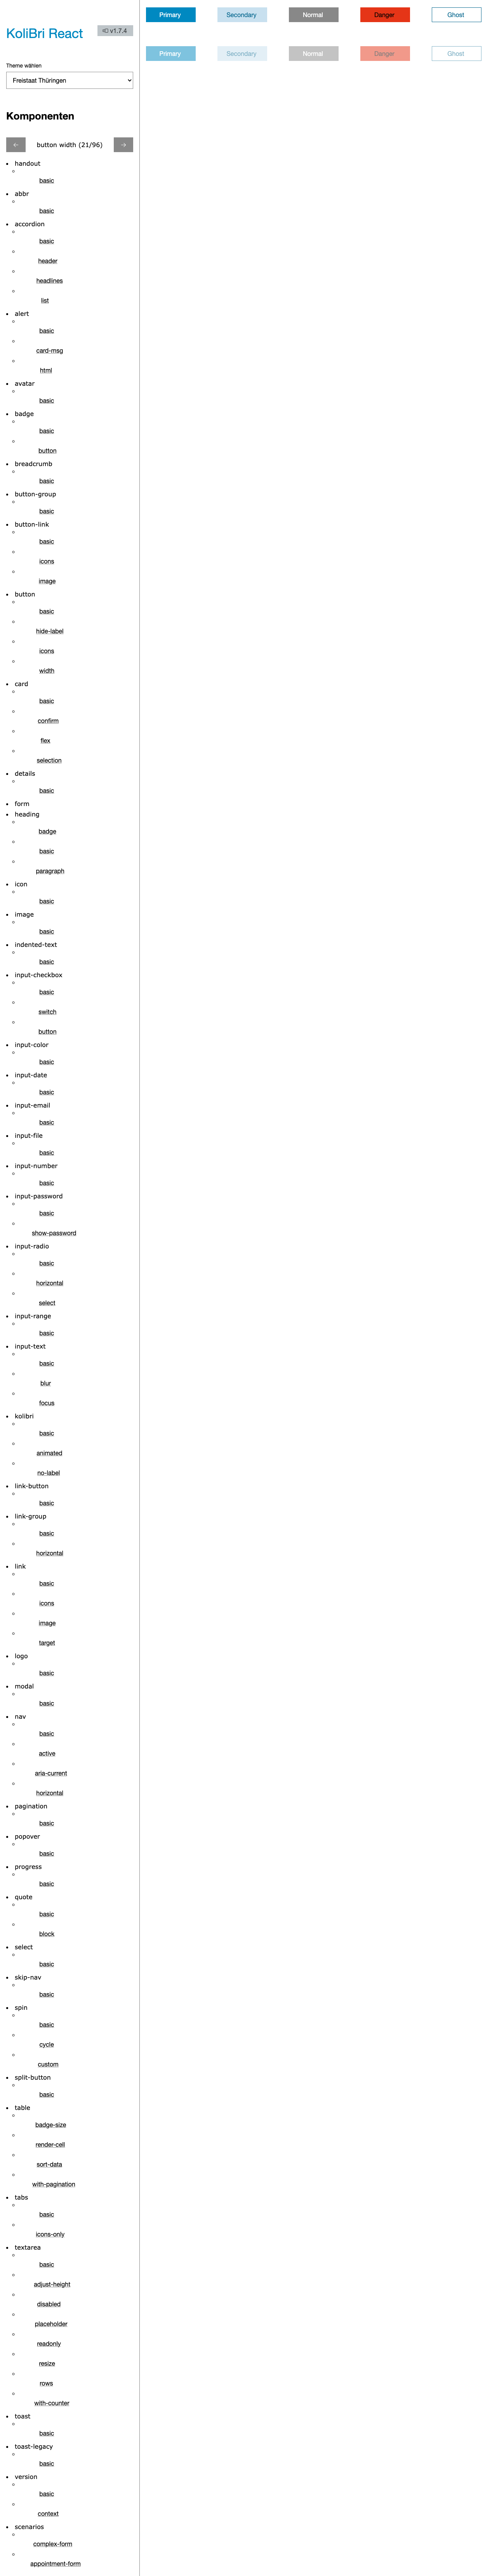 KoliBri React
v1.7.4
Theme wählen
Freistaat Thüringen
Komponenten
← button width (21/96) →
handout
basic
abbr
basic
accordion
basic
header
headlines
list
alert
basic
card-msg
html
avatar
basic
badge
basic
button
breadcrumb
basic
button-group
basic
button-link
basic
icons
image
button
basic
hide-label
icons
width
card
basic
confirm
flex
selection
details
basic
form
heading
badge
basic
paragraph
icon
basic
image
basic
indented-text
basic
input-checkbox
basic
switch
button
input-color
basic
input-date
basic
input-email
basic
input-file
basic
input-number
basic
input-password
basic
show-password
input-radio
basic
horizontal
select
input-range
basic
input-text
basic
blur
focus
kolibri
basic
animated
no-label
link-button
basic
link-group
basic
horizontal
link
basic
icons
image
target
logo
basic
modal
basic
nav
basic
active
aria-current
horizontal
pagination
basic
popover
basic
progress
basic
quote
basic
block
select
basic
skip-nav
basic
spin
basic
cycle
custom
split-button
basic
table
badge-size
render-cell
sort-data
with-pagination
tabs
basic
icons-only
textarea
basic
adjust-height
disabled
placeholder
readonly
resize
rows
with-counter
toast
basic
toast-legacy
basic
version
basic
context
scenarios
complex-form
appointment-form
Primary Secondary Normal Danger Ghost
Primary Secondary Normal Danger Ghost